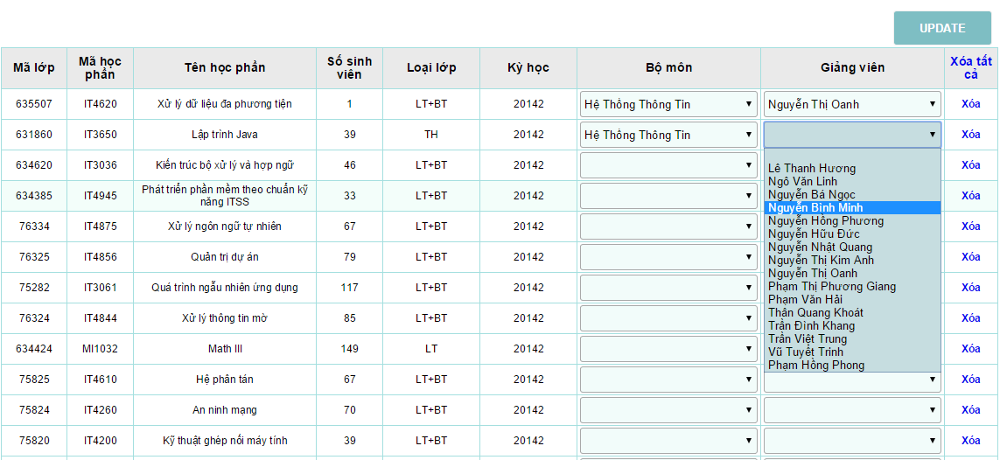 UPDATE
Mã lớp Mã học phần Tên học phần Số sinh viên Loại lớp Kỳ học Bộ môn Giảng viên Xóa tất cả
635507 IT4620 Xử lý dữ liệu đa phương tiện 1 LT+BT 20142 Hệ Thống Thông Tin Nguyễn Thị Oanh Xóa
631860 IT3650 Lập trình Java 39 TH 20142 Hệ Thống Thông Tin Xóa
634620 IT3036 Kiến trúc bộ xử lý và hợp ngữ 46 LT+BT 20142 Xóa
634385 IT4945 Phát triển phần mềm theo chuẩn kỹ năng ITSS 33 LT+BT 20142 Xóa
76334 IT4875 Xử lý ngôn ngữ tự nhiên 67 LT+BT 20142 Xóa
76325 IT4856 Quản trị dự án 79 LT+BT 20142 Xóa
75282 IT3061 Quá trình ngẫu nhiên ứng dụng 117 LT+BT 20142 Xóa
76324 IT4844 Xử lý thông tin mờ 85 LT+BT 20142 Xóa
634424 MI1032 Math III 149 LT 20142 Xóa
75825 IT4610 Hệ phân tán 67 LT+BT 20142 Xóa
75824 IT4260 An ninh mạng 70 LT+BT 20142 Xóa
75820 IT4200 Kỹ thuật ghép nối máy tính 39 LT+BT 20142 Xóa
Lê Thanh Hương
Ngô Văn Linh
Nguyễn Bá Ngọc
Nguyễn Bình Minh
Nguyễn Hồng Phương
Nguyễn Hữu Đức
Nguyễn Nhật Quang
Nguyễn Thị Kim Anh
Nguyễn Thị Oanh
Phạm Thị Phương Giang
Phạm Văn Hải
Thân Quang Khoát
Trần Đình Khang
Trần Việt Trung
Vũ Tuyết Trinh
Phạm Hồng Phong